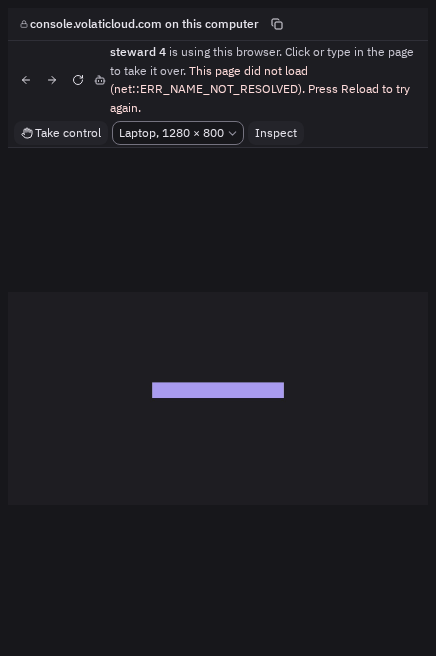 console.volaticloud.com on this computer
steward 4 is using this browser. Click or type in the page
to take it over. This page did not load
(net::ERR_NAME_NOT_RESOLVED). Press Reload to try
again.
Take control
Laptop, 1280 × 800
Inspect